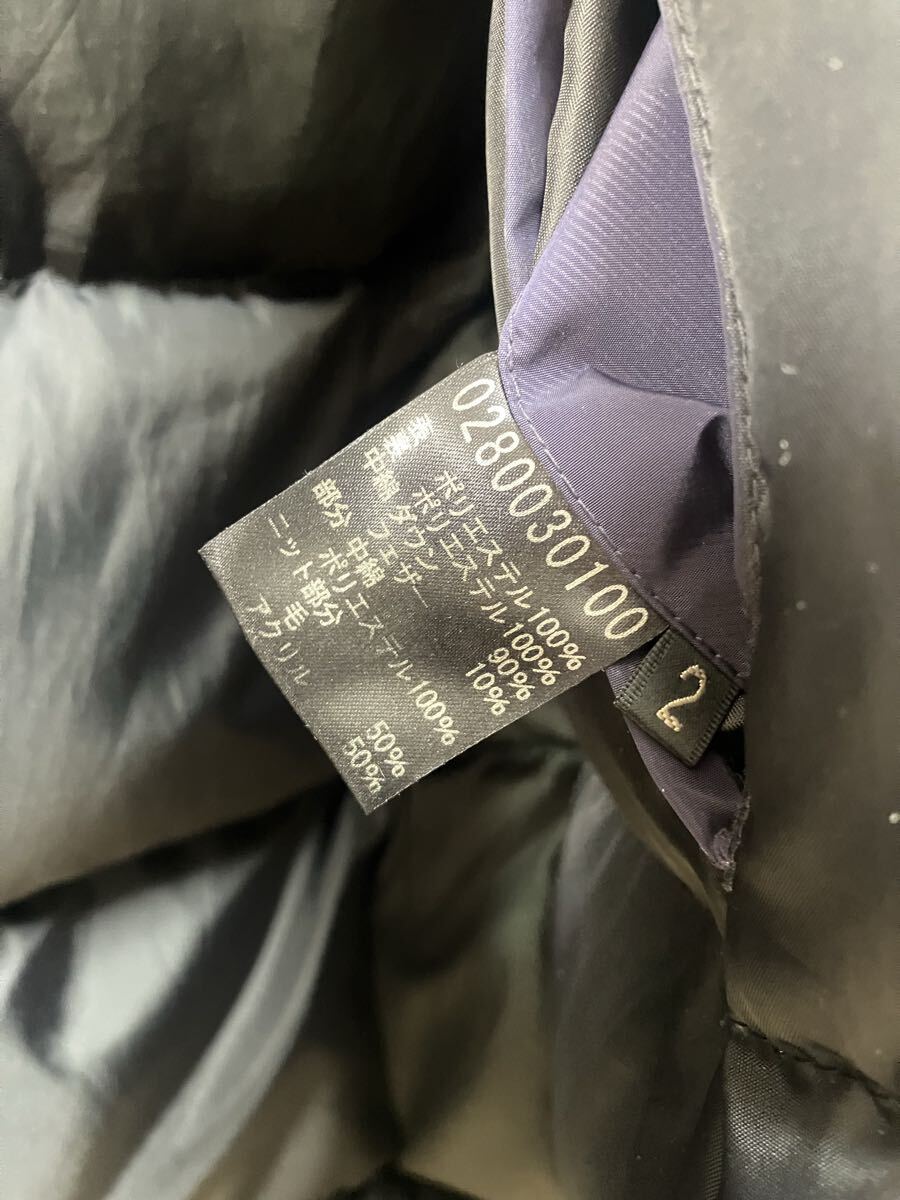 0280030100
表地 ポリエステル100%
裏地 ポリエステル100%
中綿 ダウン 90%
フェザー 10%
部分 中綿
ポリエステル100%
ニット部分
毛 50%
アクリル 50%
2